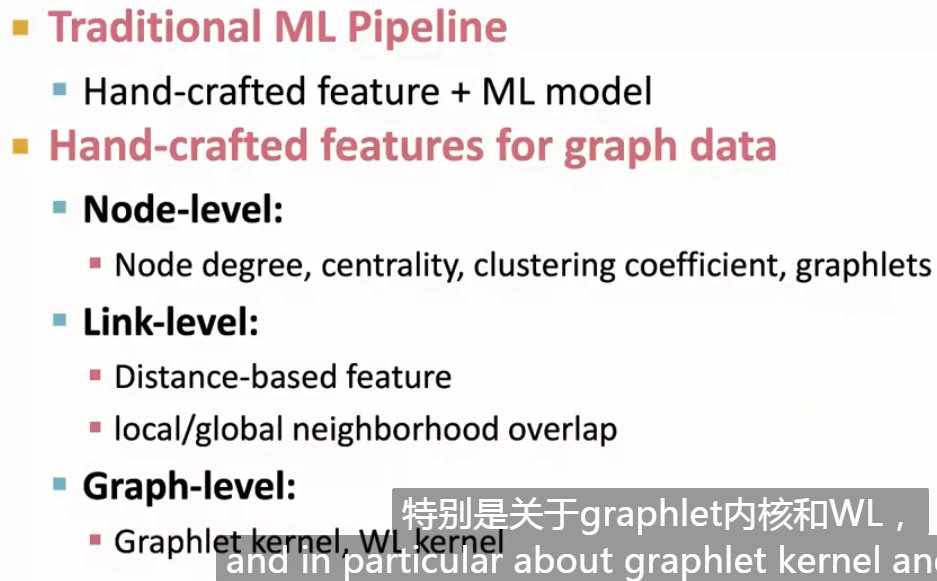 Traditional ML Pipeline
Hand-crafted feature + ML model
Hand-crafted features for graph data
Node-level:
Node degree, centrality, clustering coefficient, graphlets
Link-level:
Distance-based feature
local/global neighborhood overlap
Graph-level:
Graphlet kernel, WL kernel
特别是关于graphlet内核和WL，
and in particular about graphlet kernel and